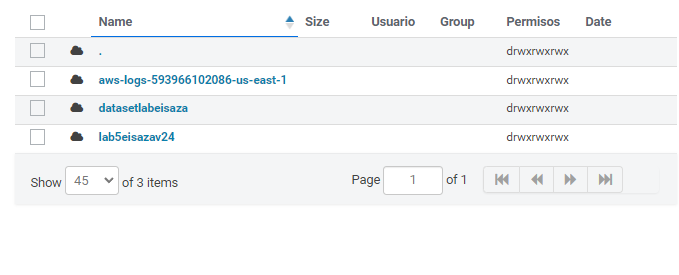 Name Size Usuario Group Permisos Date
. drwxrwxrwx
aws-logs-593966102086-us-east-1 drwxrwxrwx
datasetlabeisaza drwxrwxrwx
lab5eisazav24 drwxrwxrwx
Show 45 of 3 items Page 1 of 1